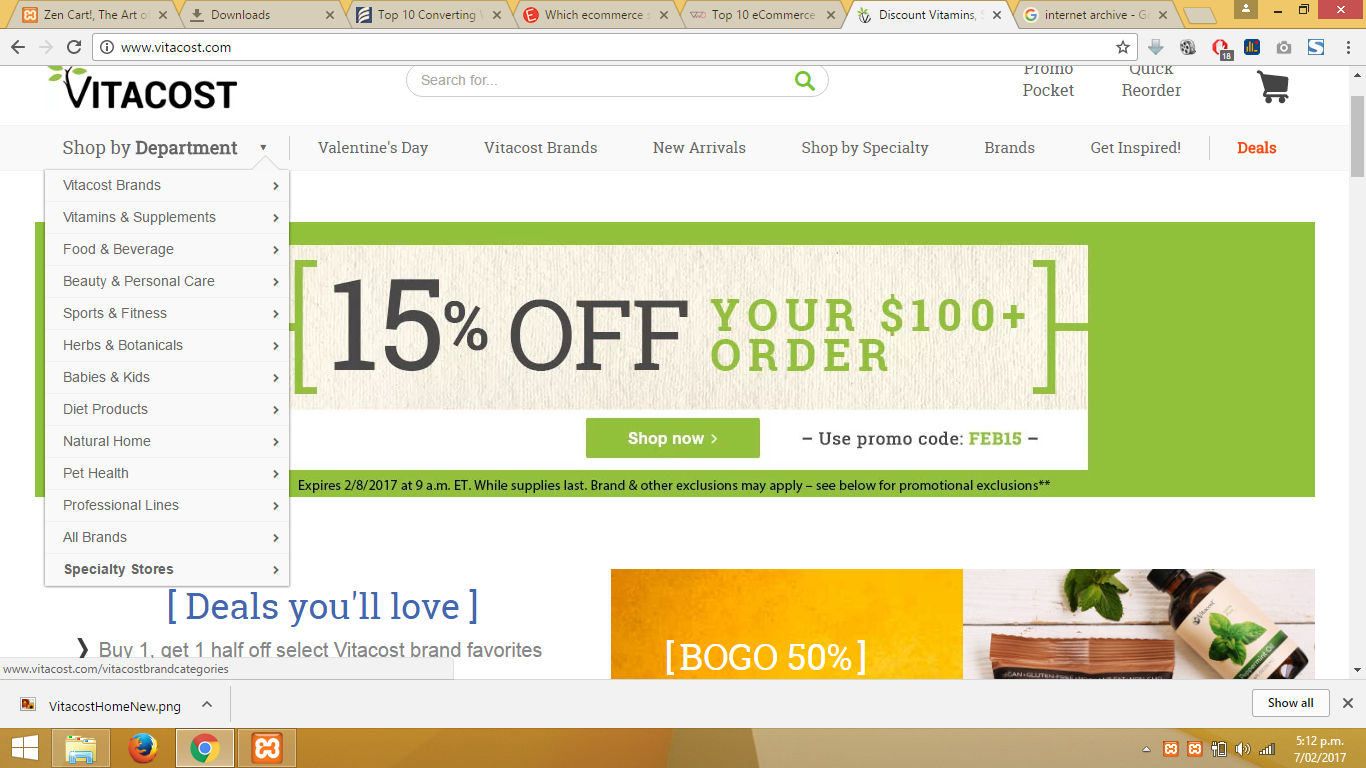 Zen Cart!, The Art o
Downloads
Top 10 Converting
Which ecommerce s
Top 10 eCommerce
Discount Vitamins, S
internet archive - G
www.vitacost.com
18
VITACOST
Search for...
Promo
Pocket
Quick
Reorder
Shop by Department
Valentine's Day
Vitacost Brands
New Arrivals
Shop by Specialty
Brands
Get Inspired!
Deals
Vitacost Brands
Vitamins & Supplements
Food & Beverage
Beauty & Personal Care
Sports & Fitness
Herbs & Botanicals
Babies & Kids
Diet Products
Natural Home
Pet Health
Professional Lines
All Brands
Specialty Stores
[ 15% OFF YOUR $100+
ORDER ]
Shop now >
– Use promo code: FEB15 –
Expires 2/8/2017 at 9 a.m. ET. While supplies last. Brand & other exclusions may apply – see below for promotional exclusions**
[ Deals you'll love ]
❯ Buy 1, get 1 half off select Vitacost brand favorites
[BOGO 50%]
Vitacost
Peppermint Oil
www.vitacost.com/vitacostbrandcategories
VitacostHomeNew.png
Show all
5:12 p.m.
7/02/2017